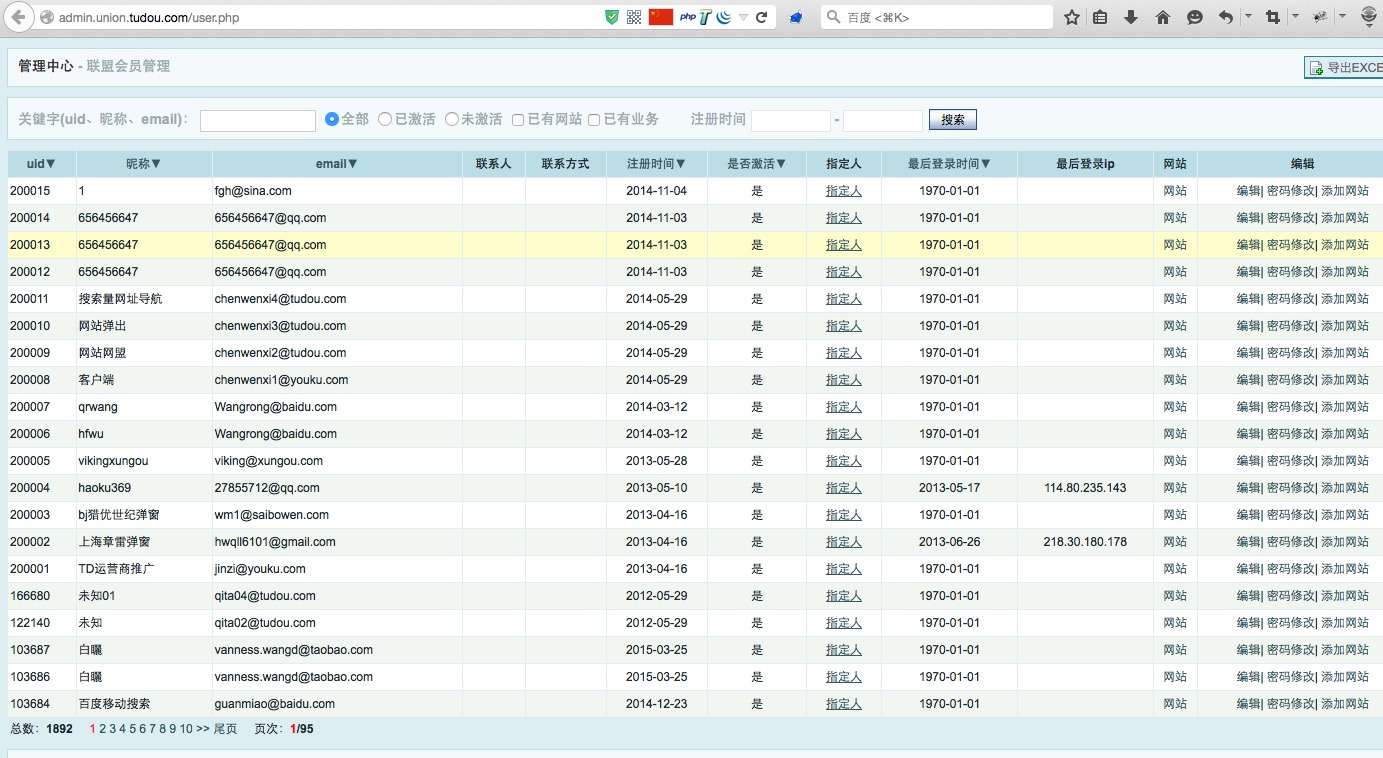 admin.union.tudou.com/user.php php 百度 <⌘K>
管理中心 - 联盟会员管理 导出EXCE
关键字(uid、昵称、email)： 全部 已激活 未激活 已有网站 已有业务 注册时间 - 搜索
uid▼ 昵称▼ email▼ 联系人 联系方式 注册时间▼ 是否激活▼ 指定人 最后登录时间▼ 最后登录ip 网站 编辑
200015 1 fgh@sina.com 2014-11-04 是 指定人 1970-01-01 网站 编辑| 密码修改| 添加网站
200014 656456647 656456647@qq.com 2014-11-03 是 指定人 1970-01-01 网站 编辑| 密码修改| 添加网站
200013 656456647 656456647@qq.com 2014-11-03 是 指定人 1970-01-01 网站 编辑| 密码修改| 添加网站
200012 656456647 656456647@qq.com 2014-11-03 是 指定人 1970-01-01 网站 编辑| 密码修改| 添加网站
200011 搜索量网址导航 chenwenxi4@tudou.com 2014-05-29 是 指定人 1970-01-01 网站 编辑| 密码修改| 添加网站
200010 网站弹出 chenwenxi3@tudou.com 2014-05-29 是 指定人 1970-01-01 网站 编辑| 密码修改| 添加网站
200009 网站网盟 chenwenxi2@tudou.com 2014-05-29 是 指定人 1970-01-01 网站 编辑| 密码修改| 添加网站
200008 客户端 chenwenxi1@youku.com 2014-05-29 是 指定人 1970-01-01 网站 编辑| 密码修改| 添加网站
200007 qrwang Wangrong@baidu.com 2014-03-12 是 指定人 1970-01-01 网站 编辑| 密码修改| 添加网站
200006 hfwu Wangrong@baidu.com 2014-03-12 是 指定人 1970-01-01 网站 编辑| 密码修改| 添加网站
200005 vikingxungou viking@xungou.com 2013-05-28 是 指定人 1970-01-01 网站 编辑| 密码修改| 添加网站
200004 haoku369 27855712@qq.com 2013-05-10 是 指定人 2013-05-17 114.80.235.143 网站 编辑| 密码修改| 添加网站
200003 bj猎优世纪弹窗 wm1@saibowen.com 2013-04-16 是 指定人 1970-01-01 网站 编辑| 密码修改| 添加网站
200002 上海章雷弹窗 hwqll6101@gmail.com 2013-04-16 是 指定人 2013-06-26 218.30.180.178 网站 编辑| 密码修改| 添加网站
200001 TD运营商推广 jinzi@youku.com 2013-04-16 是 指定人 1970-01-01 网站 编辑| 密码修改| 添加网站
166680 未知01 qita04@tudou.com 2012-05-29 是 指定人 1970-01-01 网站 编辑| 密码修改| 添加网站
122140 未知 qita02@tudou.com 2012-05-29 是 指定人 1970-01-01 网站 编辑| 密码修改| 添加网站
103687 白曬 vanness.wangd@taobao.com 2015-03-25 是 指定人 1970-01-01 网站 编辑| 密码修改| 添加网站
103686 白曬 vanness.wangd@taobao.com 2015-03-25 是 指定人 1970-01-01 网站 编辑| 密码修改| 添加网站
103684 百度移动搜索 guanmiao@baidu.com 2014-12-23 是 指定人 1970-01-01 网站 编辑| 密码修改| 添加网站
总数：1892 1 2 3 4 5 6 7 8 9 10 >> 尾页 页次：1/95